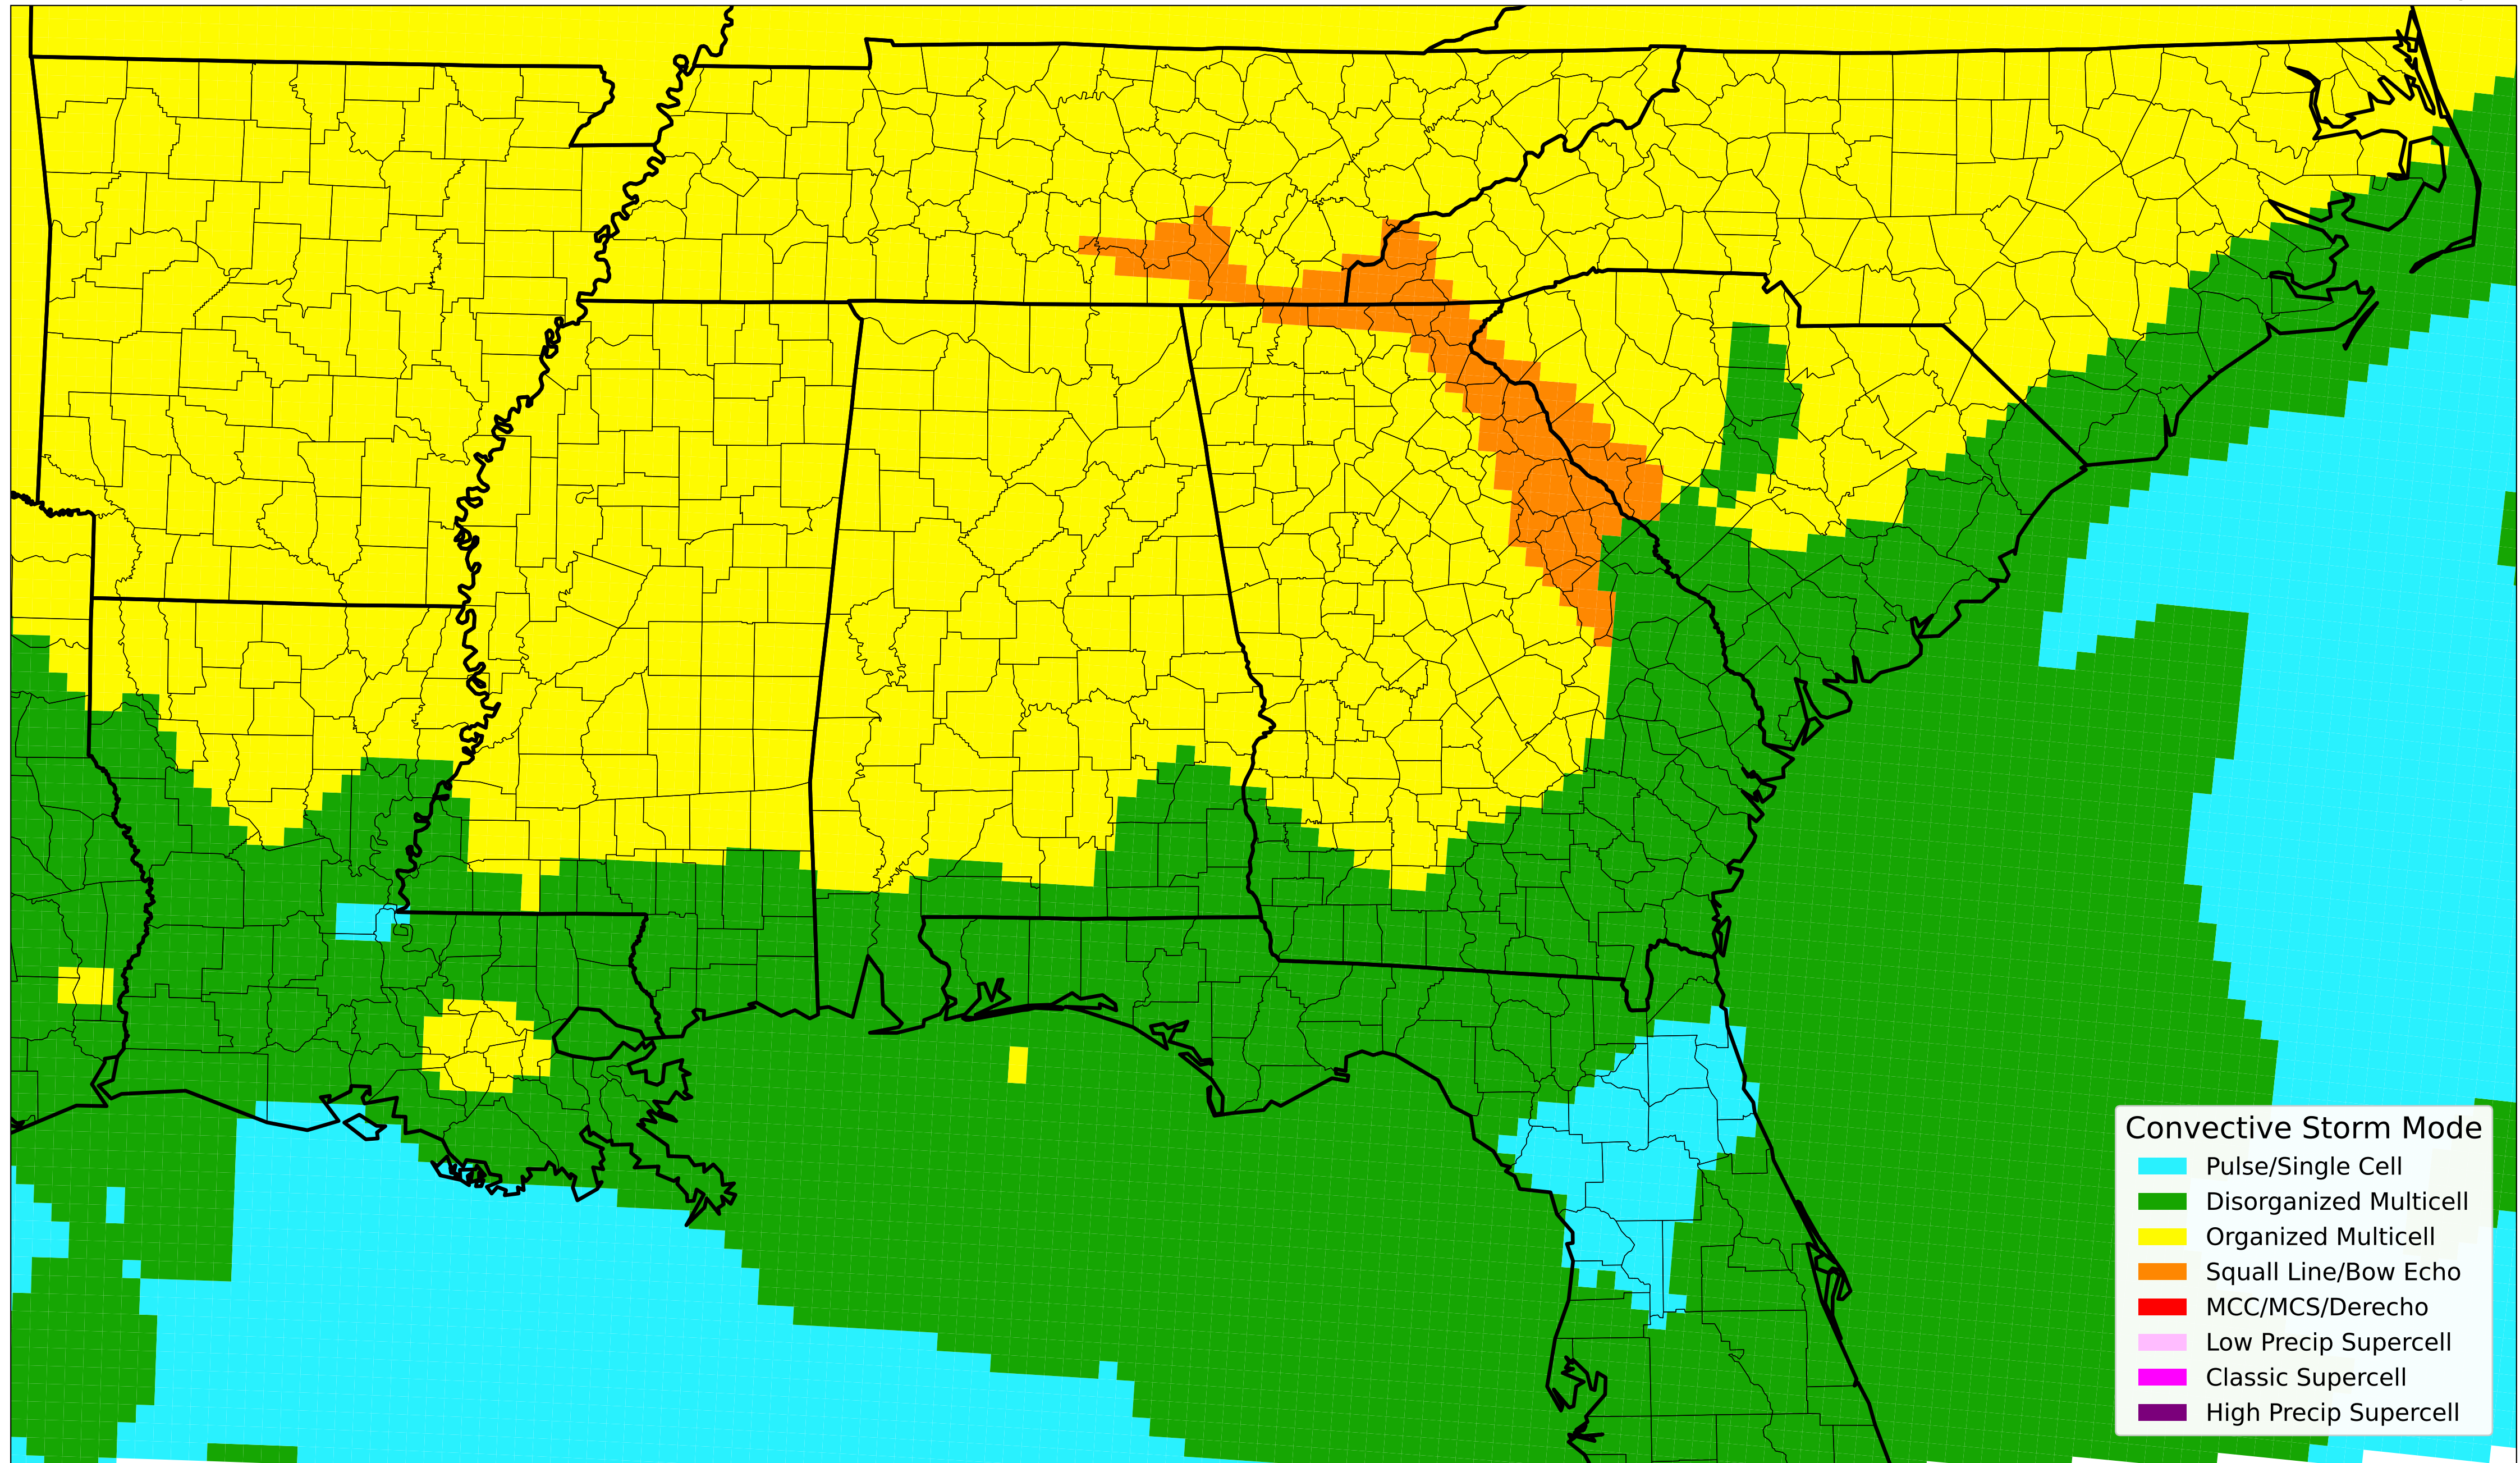 Convective Storm Mode
Pulse/Single Cell
Disorganized Multicell
Organized Multicell
Squall Line/Bow Echo
MCC/MCS/Derecho
Low Precip Supercell
Classic Supercell
High Precip Supercell